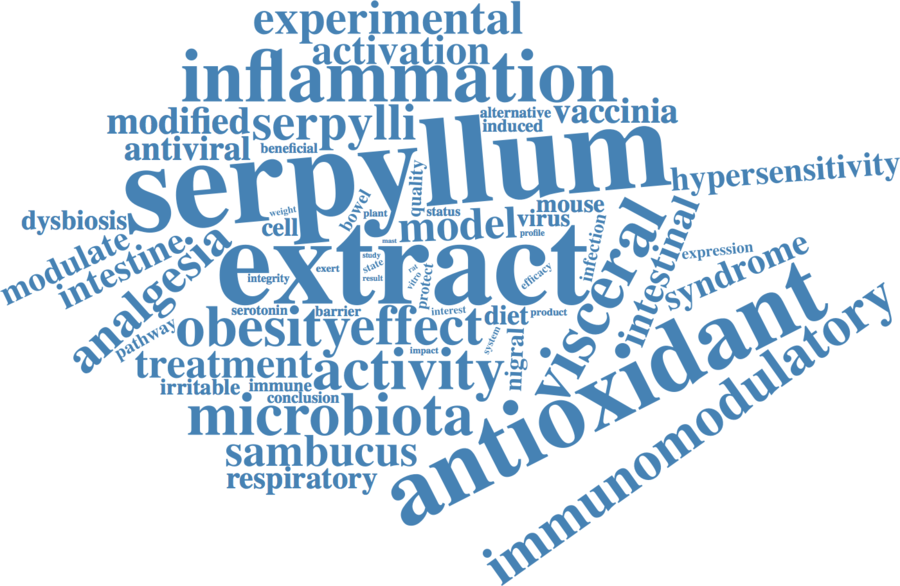 experimental
activation
inflammation
modified
serpylli
alternative
induced
vaccinia
antiviral
beneficial
serpyllum
hypersensitivity
dysbiosis
weight
cell
bowel
plant
quality
status
model
mouse
virus
profile
infection
modulate
intestine
analgesia
pathway
extract
mast
study
state
result
rat
vitro
protect
integrity
exert
efficacy
visceral
intestinal
expression
syndrome
serotonin
barrier
interest
diet
product
obesity
effect
system
nigra
impact
treatment
activity
irritable
immune
conclusion
microbiota
antioxidant
immunomodulatory
sambucus
respiratory